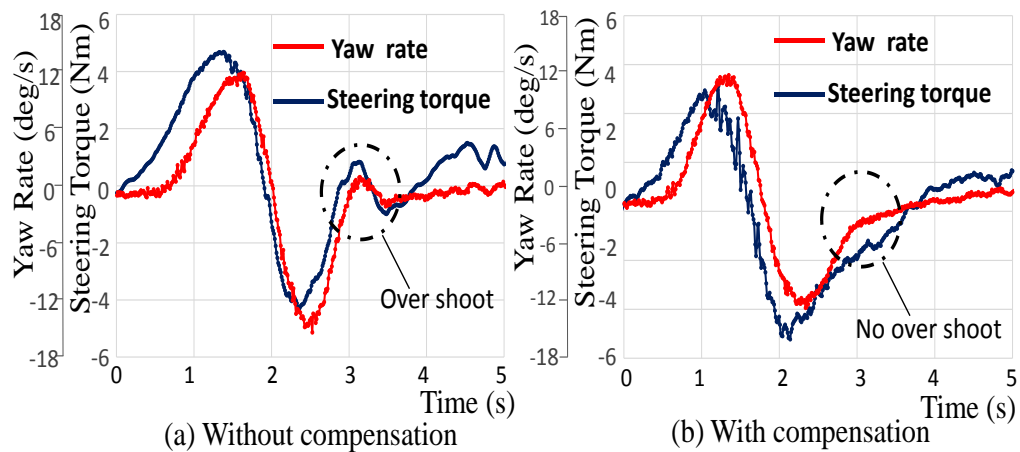 Yaw Rate (deg/s)
18
12
6
0
-6
-12
-18
Steering Torque (Nm)
6
4
2
0
-2
-4
-6
Yaw rate
Steering torque
Over shoot
0 1 2 3 4 5
Time (s)
(a) Without compensation
Yaw Rate (deg/s)
18
12
6
0
-6
-12
-18
Steering Torque (Nm)
6
4
2
0
-2
-4
-6
Yaw rate
Steering torque
No over shoot
0 1 2 3 4 5
Time (s)
(b) With compensation